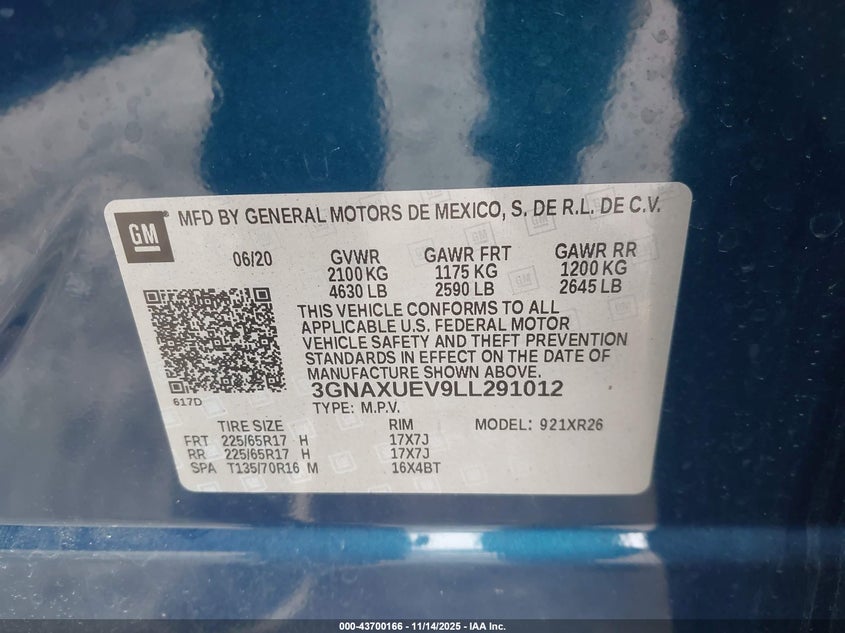 GM
MFD BY GENERAL MOTORS DE MEXICO, S. DE R.L. DE C.V.
06/20 GVWR GAWR FRT GAWR RR
2100 KG 1175 KG 1200 KG
4630 LB 2590 LB 2645 LB
THIS VEHICLE CONFORMS TO ALL
APPLICABLE U.S. FEDERAL MOTOR
VEHICLE SAFETY AND THEFT PREVENTION
STANDARDS IN EFFECT ON THE DATE OF
MANUFACTURE SHOWN ABOVE.
617D
3GNAXUEV9LL291012
TYPE: M.P.V.
TIRE SIZE RIM MODEL: 921XR26
FRT 225/65R17 H 17X7J
RR 225/65R17 H 17X7J
SPA T135/70R16 M 16X4BT
000-43700166 - 11/14/2025 - IAA Inc.